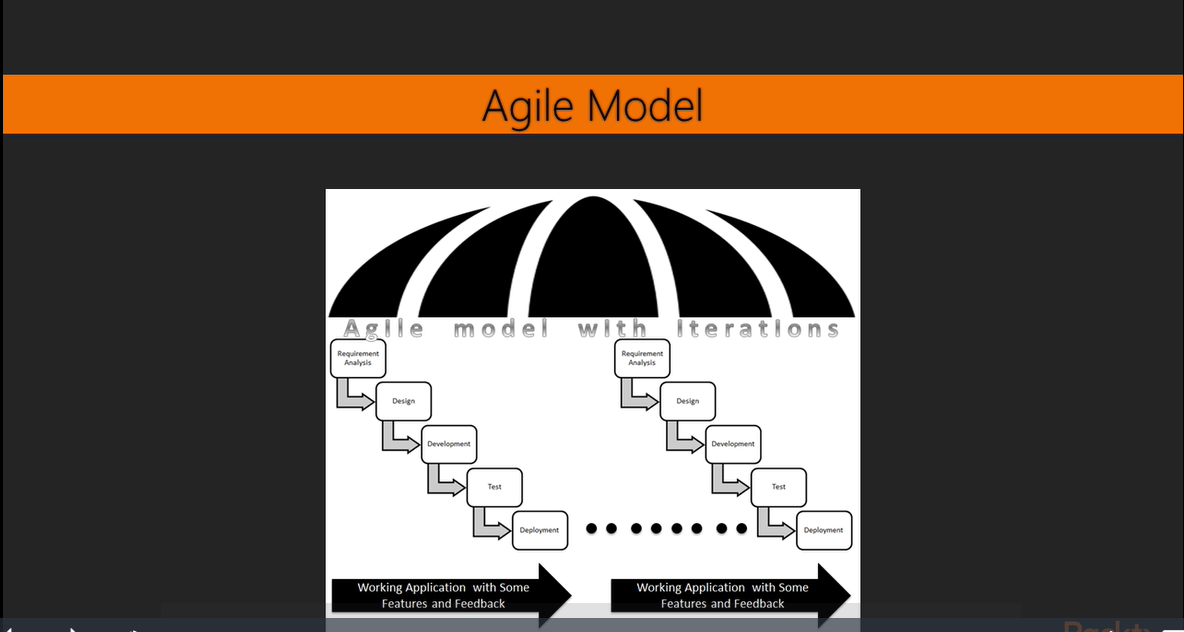 Agile Model
Agile model with Iterations
Requirement
Analysis
Design
Development
Test
Deployment
Requirement
Analysis
Design
Development
Test
Deployment
Working Application with Some
Features and Feedback
Working Application with Some
Features and Feedback